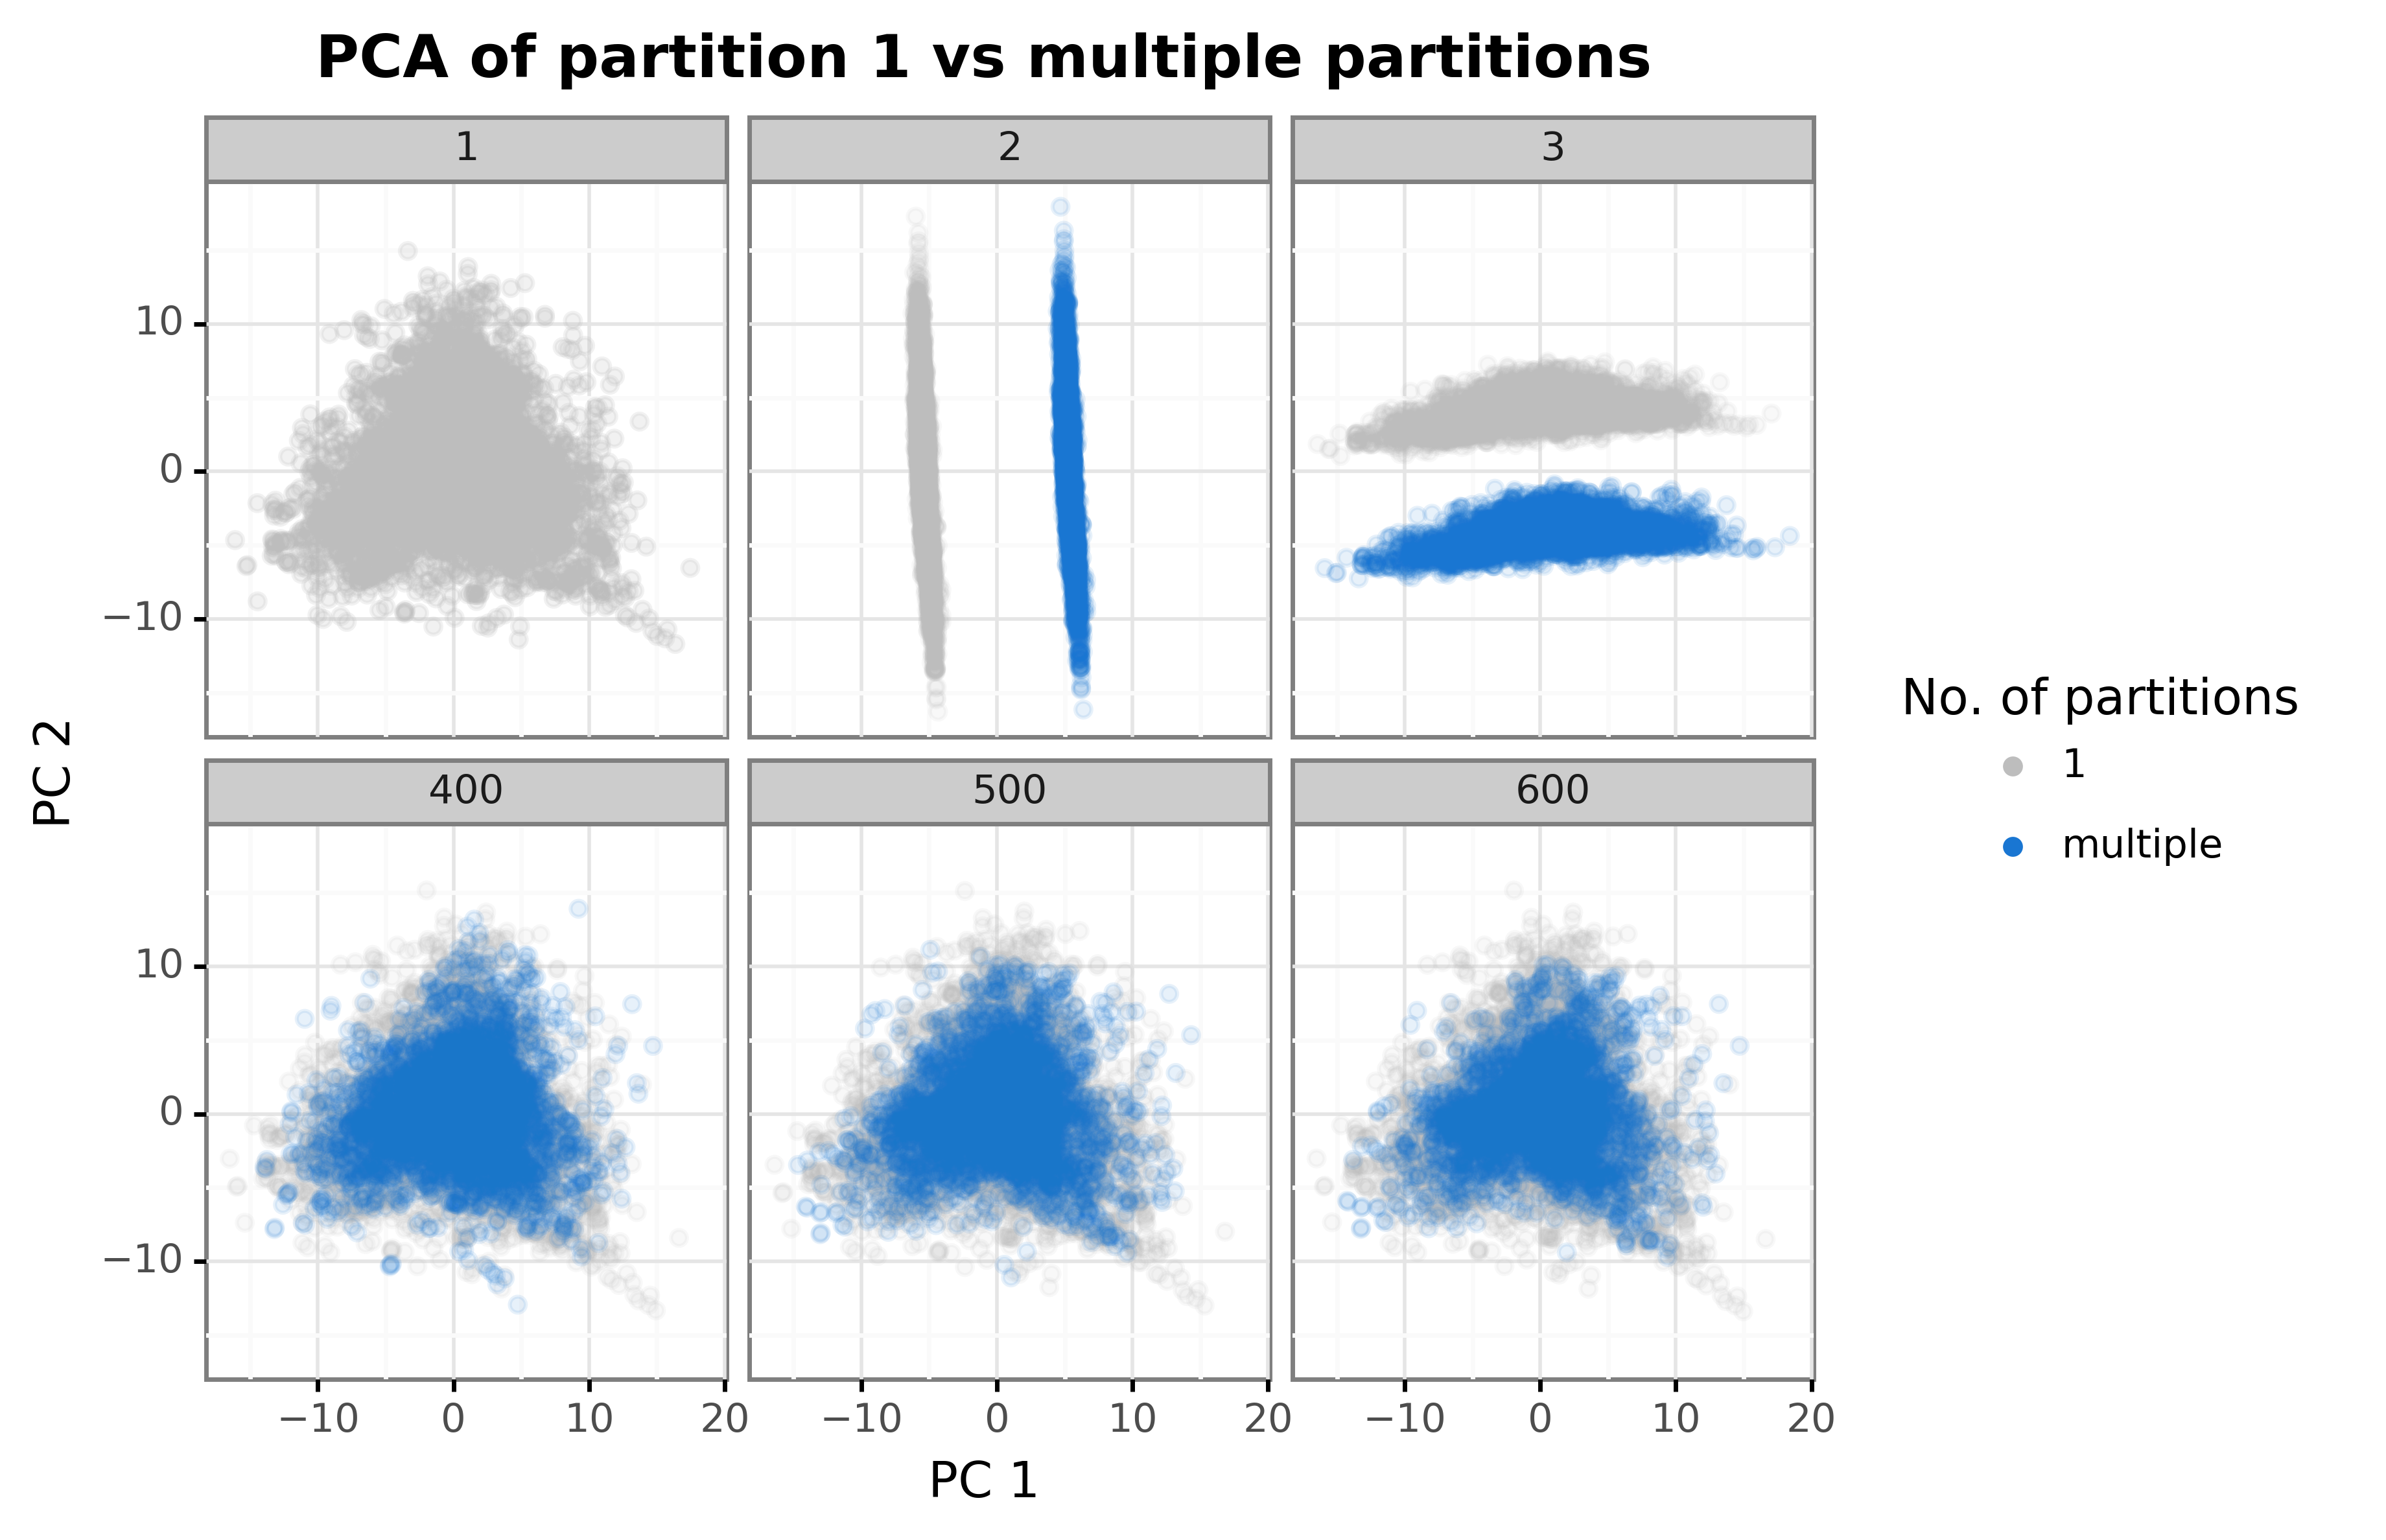 PCA of partition 1 vs multiple partitions
1 2 3
10
0
−10
PC 2
400 500 600
10
0
−10
−10 0 10 20 −10 0 10 20 −10 0 10 20
PC 1
No. of partitions
1
multiple